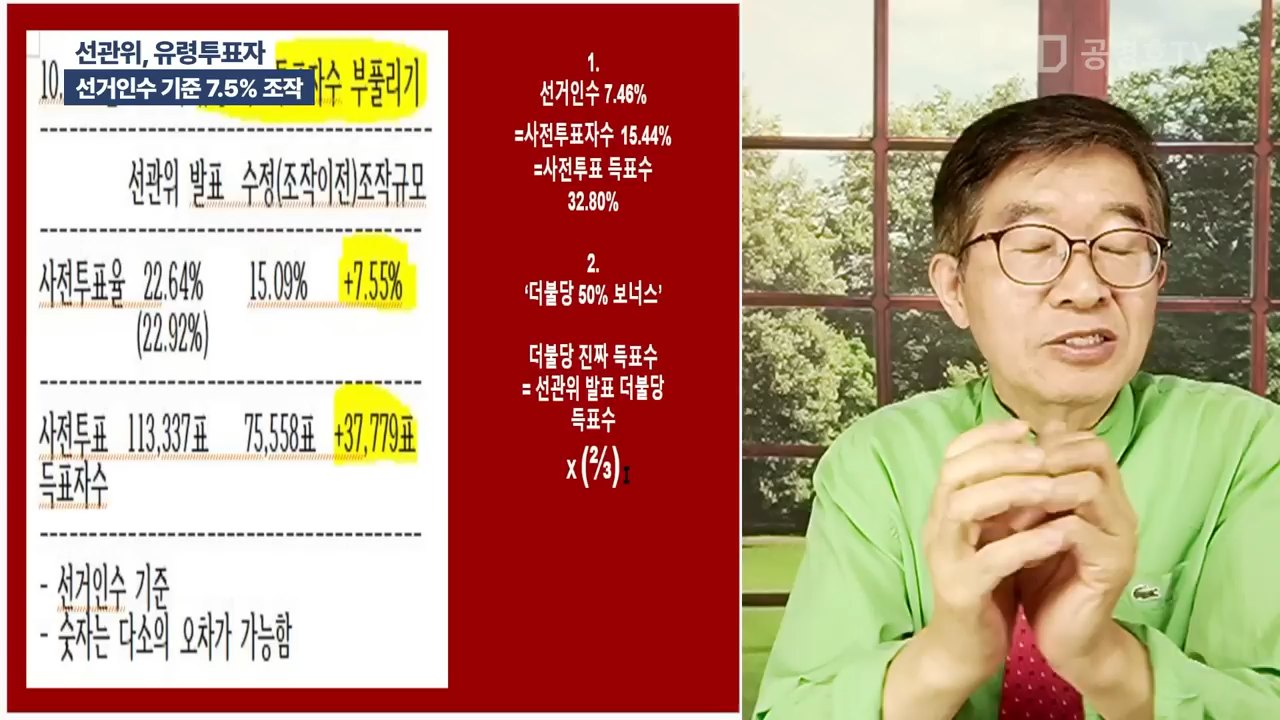 선관위, 유령투표자
선거인수 기준 7.5% 조작
10.
부풀리기
선관위 발표 수정(조작이전)조작규모
사전투표율 22.64% 15.09% +7.55%
(22.92%)
사전투표 113,337표 75,558표 +37,779표
득표자수
- 선거인수 기준
- 숫자는 다소의 오차가 가능함
1.
선거인수 7.46%
=사전투표자수 15.44%
=사전투표 득표수
32.80%
2.
‘더불당 50% 보너스’
더불당 진짜 득표수
= 선관위 발표 더불당
득표수
x (⅔)
공병호TV